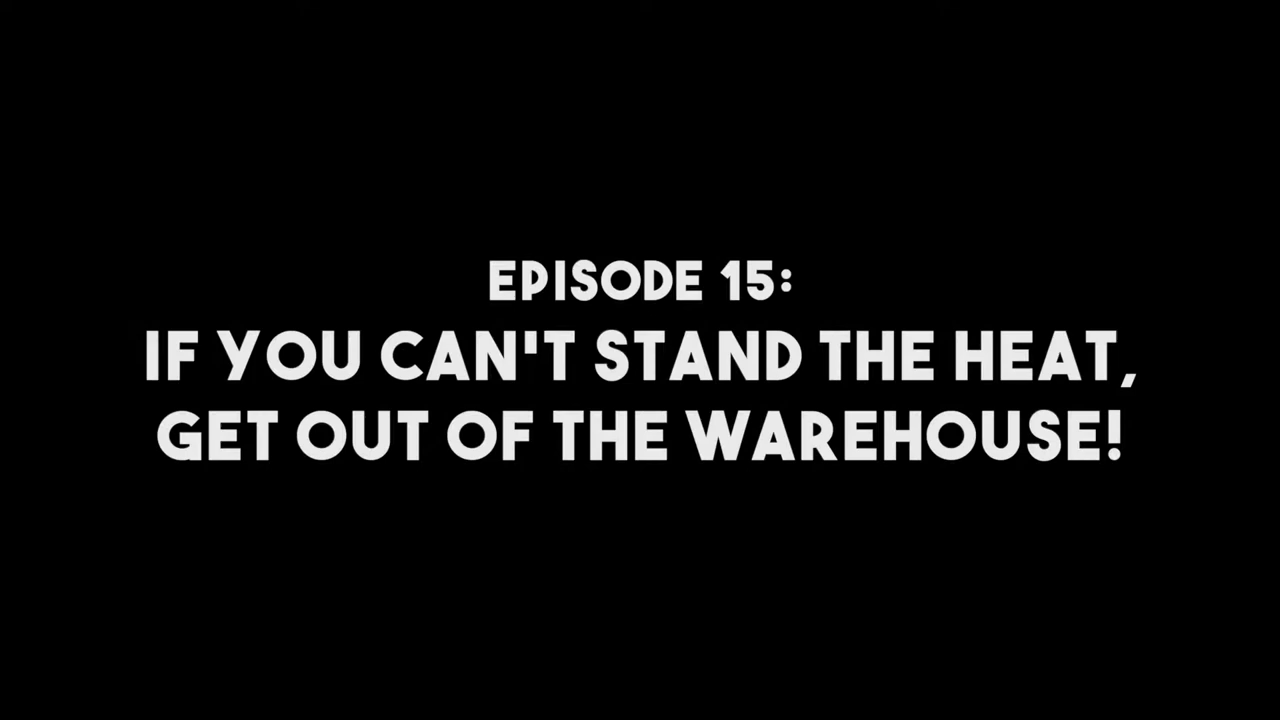 EPISODE 15:
IF YOU CAN'T STAND THE HEAT,
GET OUT OF THE WAREHOUSE!